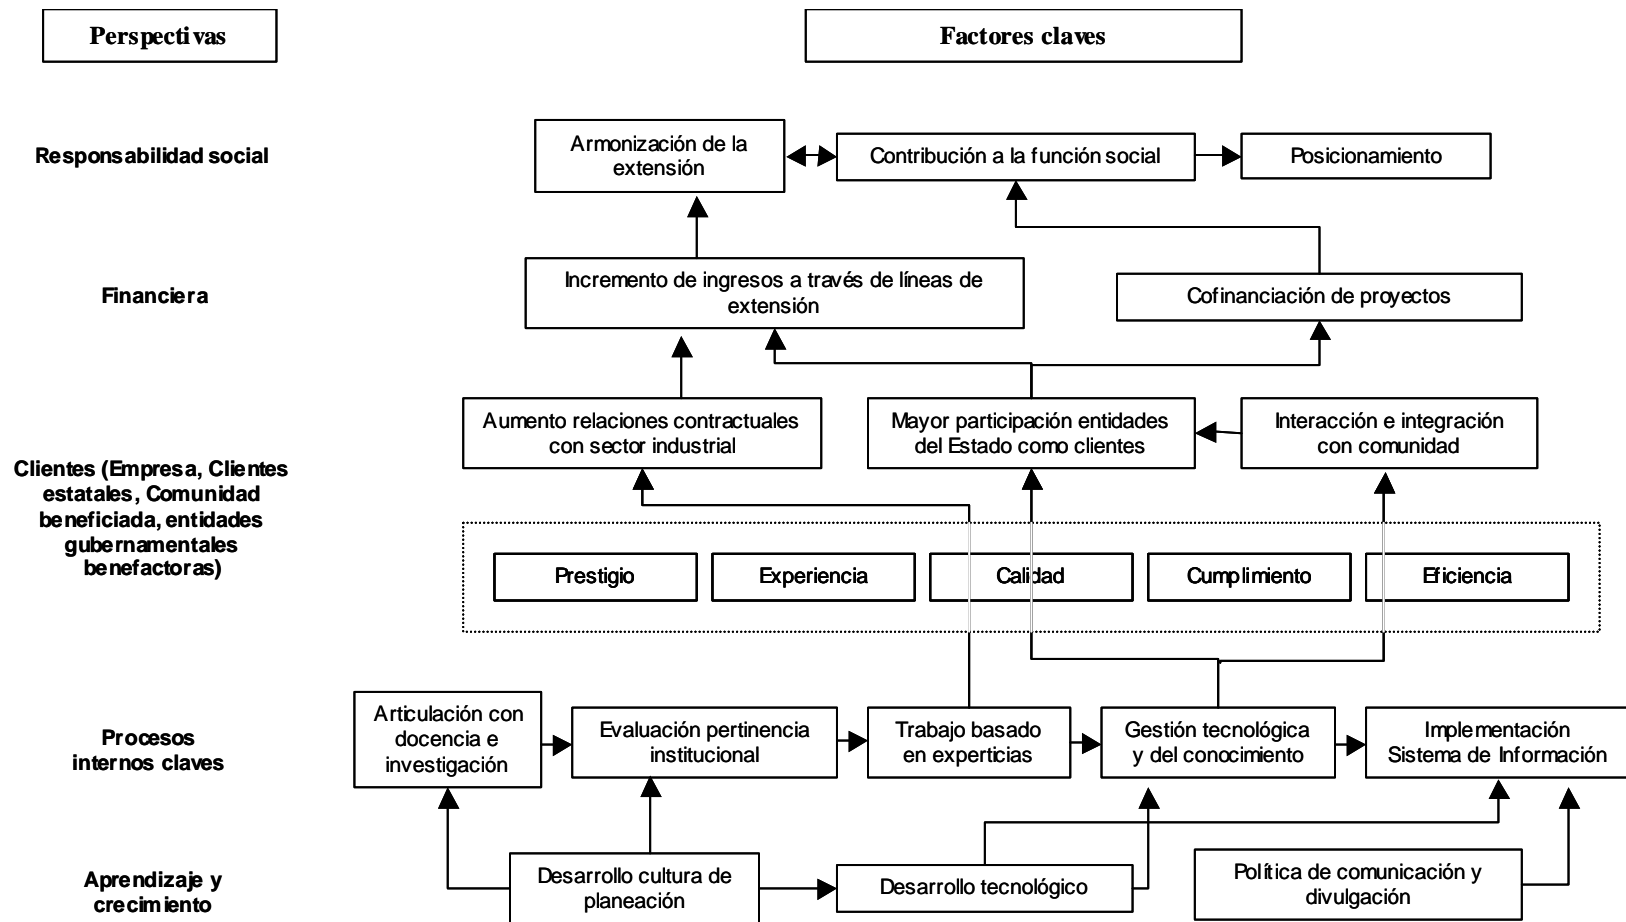 Perspectivas
Factores claves
Responsabilidad social
Armonización de la
extensión
Contribución a la función social
Posicionamiento
Financiera
Incremento de ingresos a través de líneas de
extensión
Cofinanciación de proyectos
Clientes (Empresa, Clientes
estatales, Comunidad
beneficiada, entidades
gubernamentales
benefactoras)
Aumento relaciones contractuales
con sector industrial
Mayor participación entidades
del Estado como clientes
Interacción e integración
con comunidad
Prestigio
Experiencia
Calidad
Cumplimiento
Eficiencia
Procesos
internos claves
Articulación con
docencia e
investigación
Evaluación pertinencia
institucional
Trabajo basado
en experticias
Gestión tecnológica
y del conocimiento
Implementación
Sistema de Información
Aprendizaje y
crecimiento
Desarrollo cultura de
planeación
Desarrollo tecnológico
Política de comunicación y
divulgación